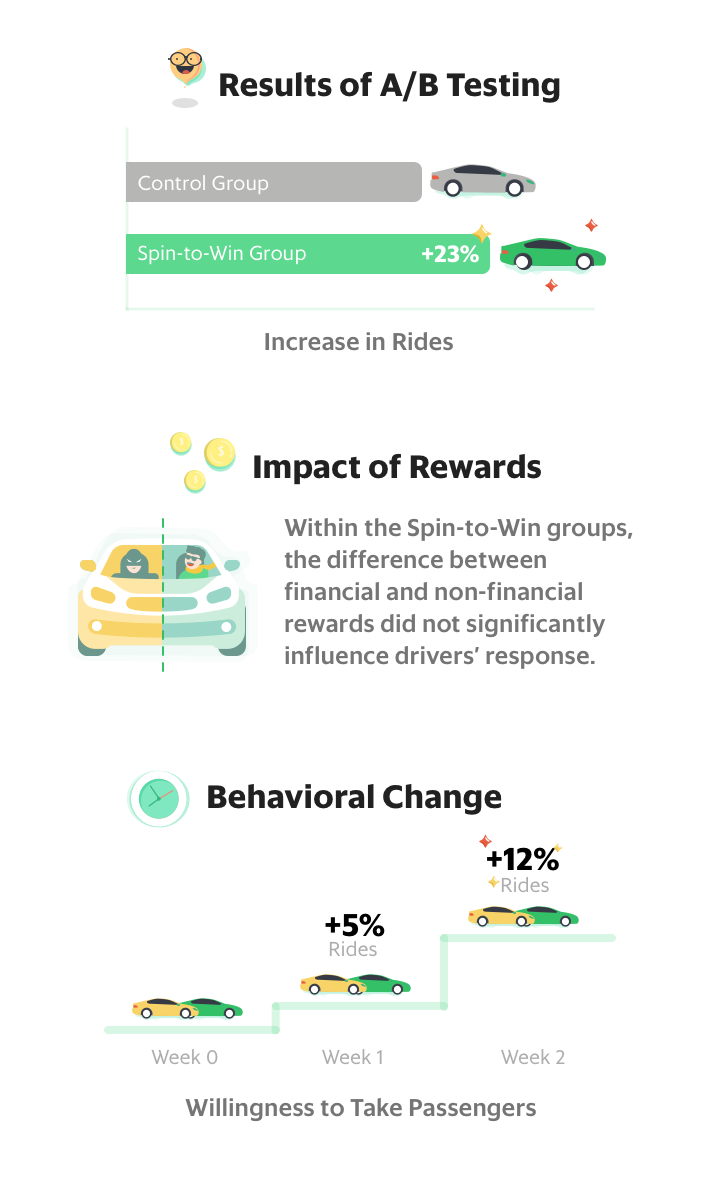 Results of A/B Testing
Control Group
Spin-to-Win Group +23%
Increase in Rides
Impact of Rewards
Within the Spin-to-Win groups,
the difference between
financial and non-financial
rewards did not significantly
influence drivers’ response.
Behavioral Change
+12%
Rides
+5%
Rides
Week 0 Week 1 Week 2
Willingness to Take Passengers